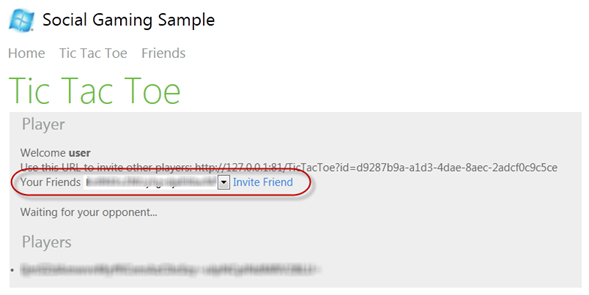 Social Gaming Sample
Home Tic Tac Toe Friends
Tic Tac Toe
Player
Welcome user
Use this URL to invite other players: http://127.0.0.1:81/TicTacToe?id=d9287b9a-a1d3-4dae-8aec-2adcf0c9c5ce
Your Friends Invite Friend
Waiting for your opponent...
Players